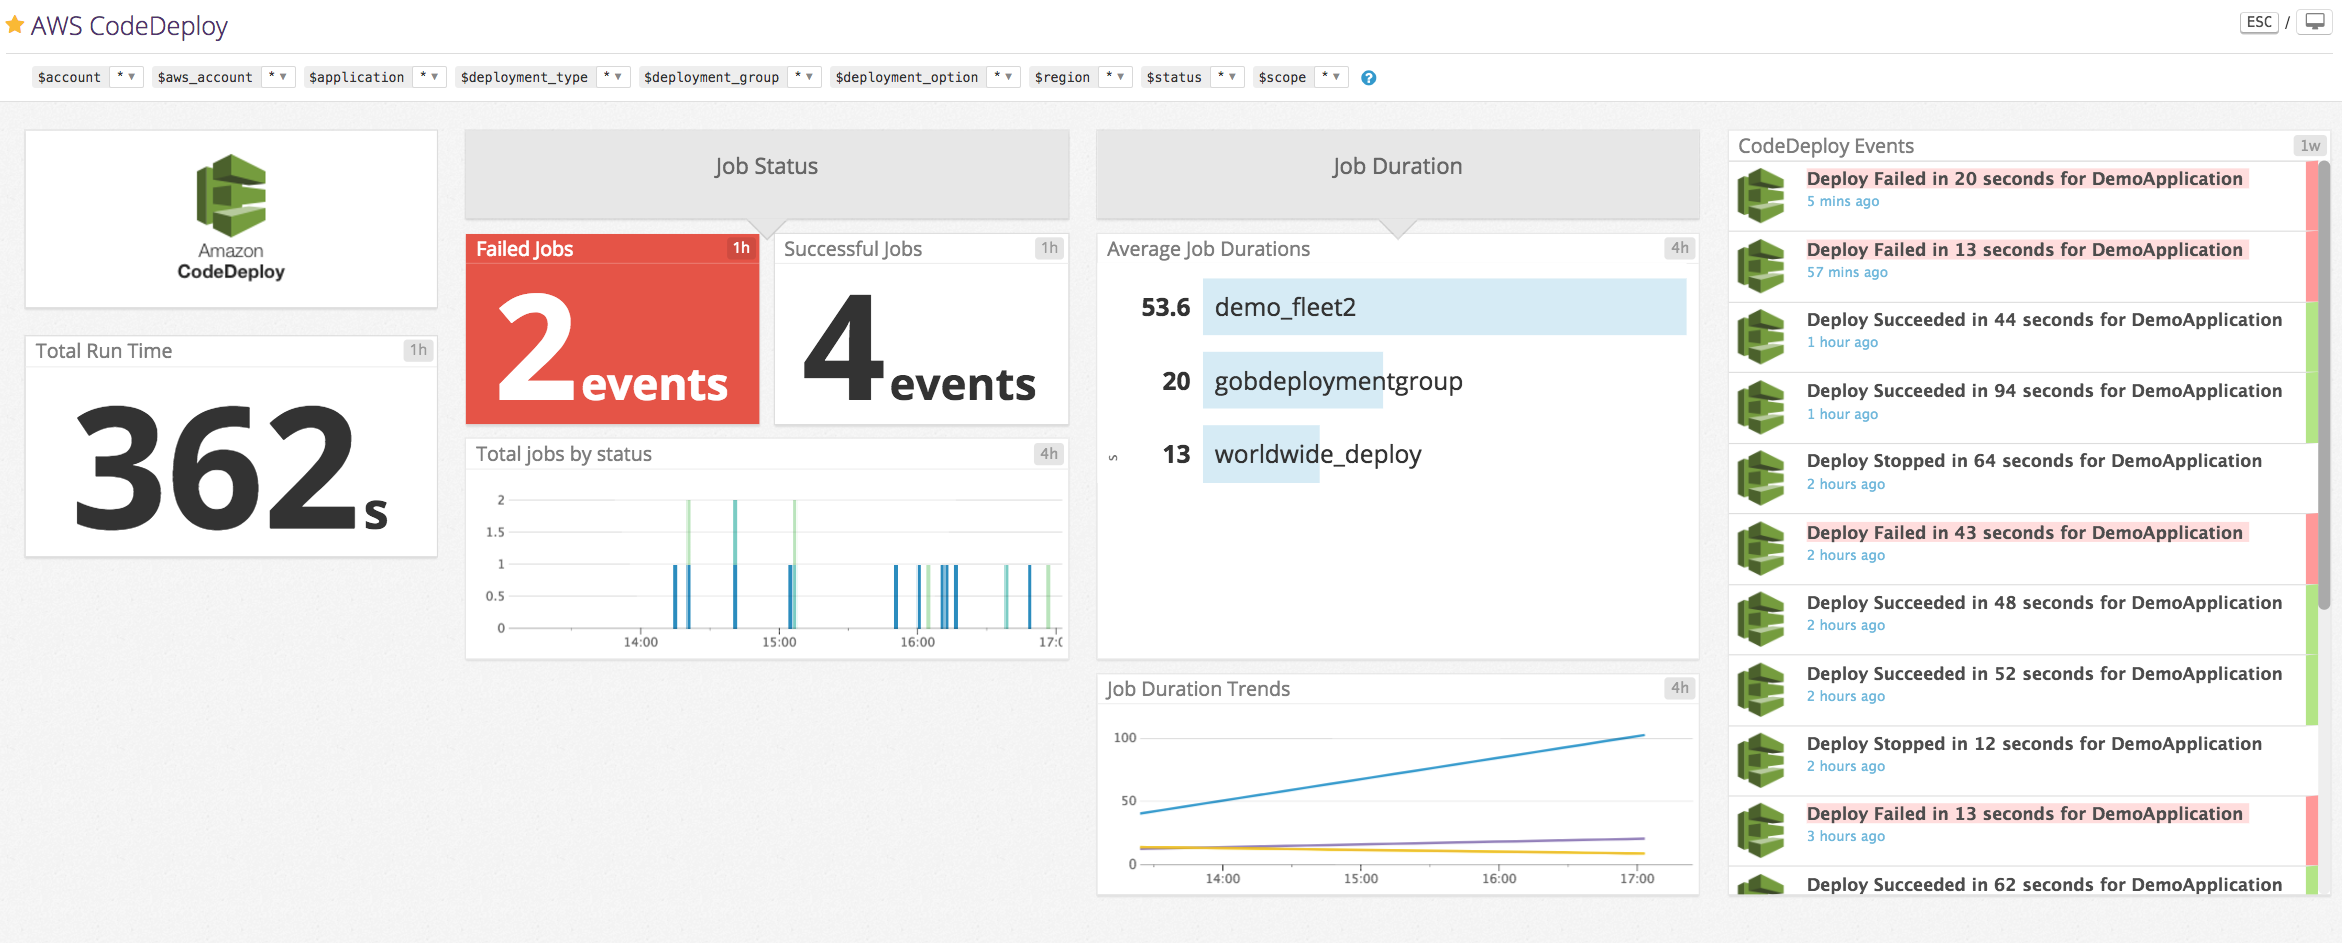 AWS CodeDeploy
ESC /
$account * ▼ $aws_account * ▼ $application * ▼ $deployment_type * ▼ $deployment_group * ▼ $deployment_option * ▼ $region * ▼ $status * ▼ $scope * ▼ ?
Amazon
CodeDeploy
Total Run Time 1h
362s
Job Status
Failed Jobs 1h
2 events
Successful Jobs 1h
4 events
Total jobs by status 4h
2
1.5
1
0.5
0
14:00 15:00 16:00 17:0
Job Duration
Average Job Durations 4h
53.6 demo_fleet2
20 gobdeploymentgroup
s 13 worldwide_deploy
Job Duration Trends 4h
100
50
0
14:00 15:00 16:00 17:00
CodeDeploy Events 1w
Deploy Failed in 20 seconds for DemoApplication
5 mins ago
Deploy Failed in 13 seconds for DemoApplication
57 mins ago
Deploy Succeeded in 44 seconds for DemoApplication
1 hour ago
Deploy Succeeded in 94 seconds for DemoApplication
1 hour ago
Deploy Stopped in 64 seconds for DemoApplication
2 hours ago
Deploy Failed in 43 seconds for DemoApplication
2 hours ago
Deploy Succeeded in 48 seconds for DemoApplication
2 hours ago
Deploy Succeeded in 52 seconds for DemoApplication
2 hours ago
Deploy Stopped in 12 seconds for DemoApplication
2 hours ago
Deploy Failed in 13 seconds for DemoApplication
3 hours ago
Deploy Succeeded in 62 seconds for DemoApplication